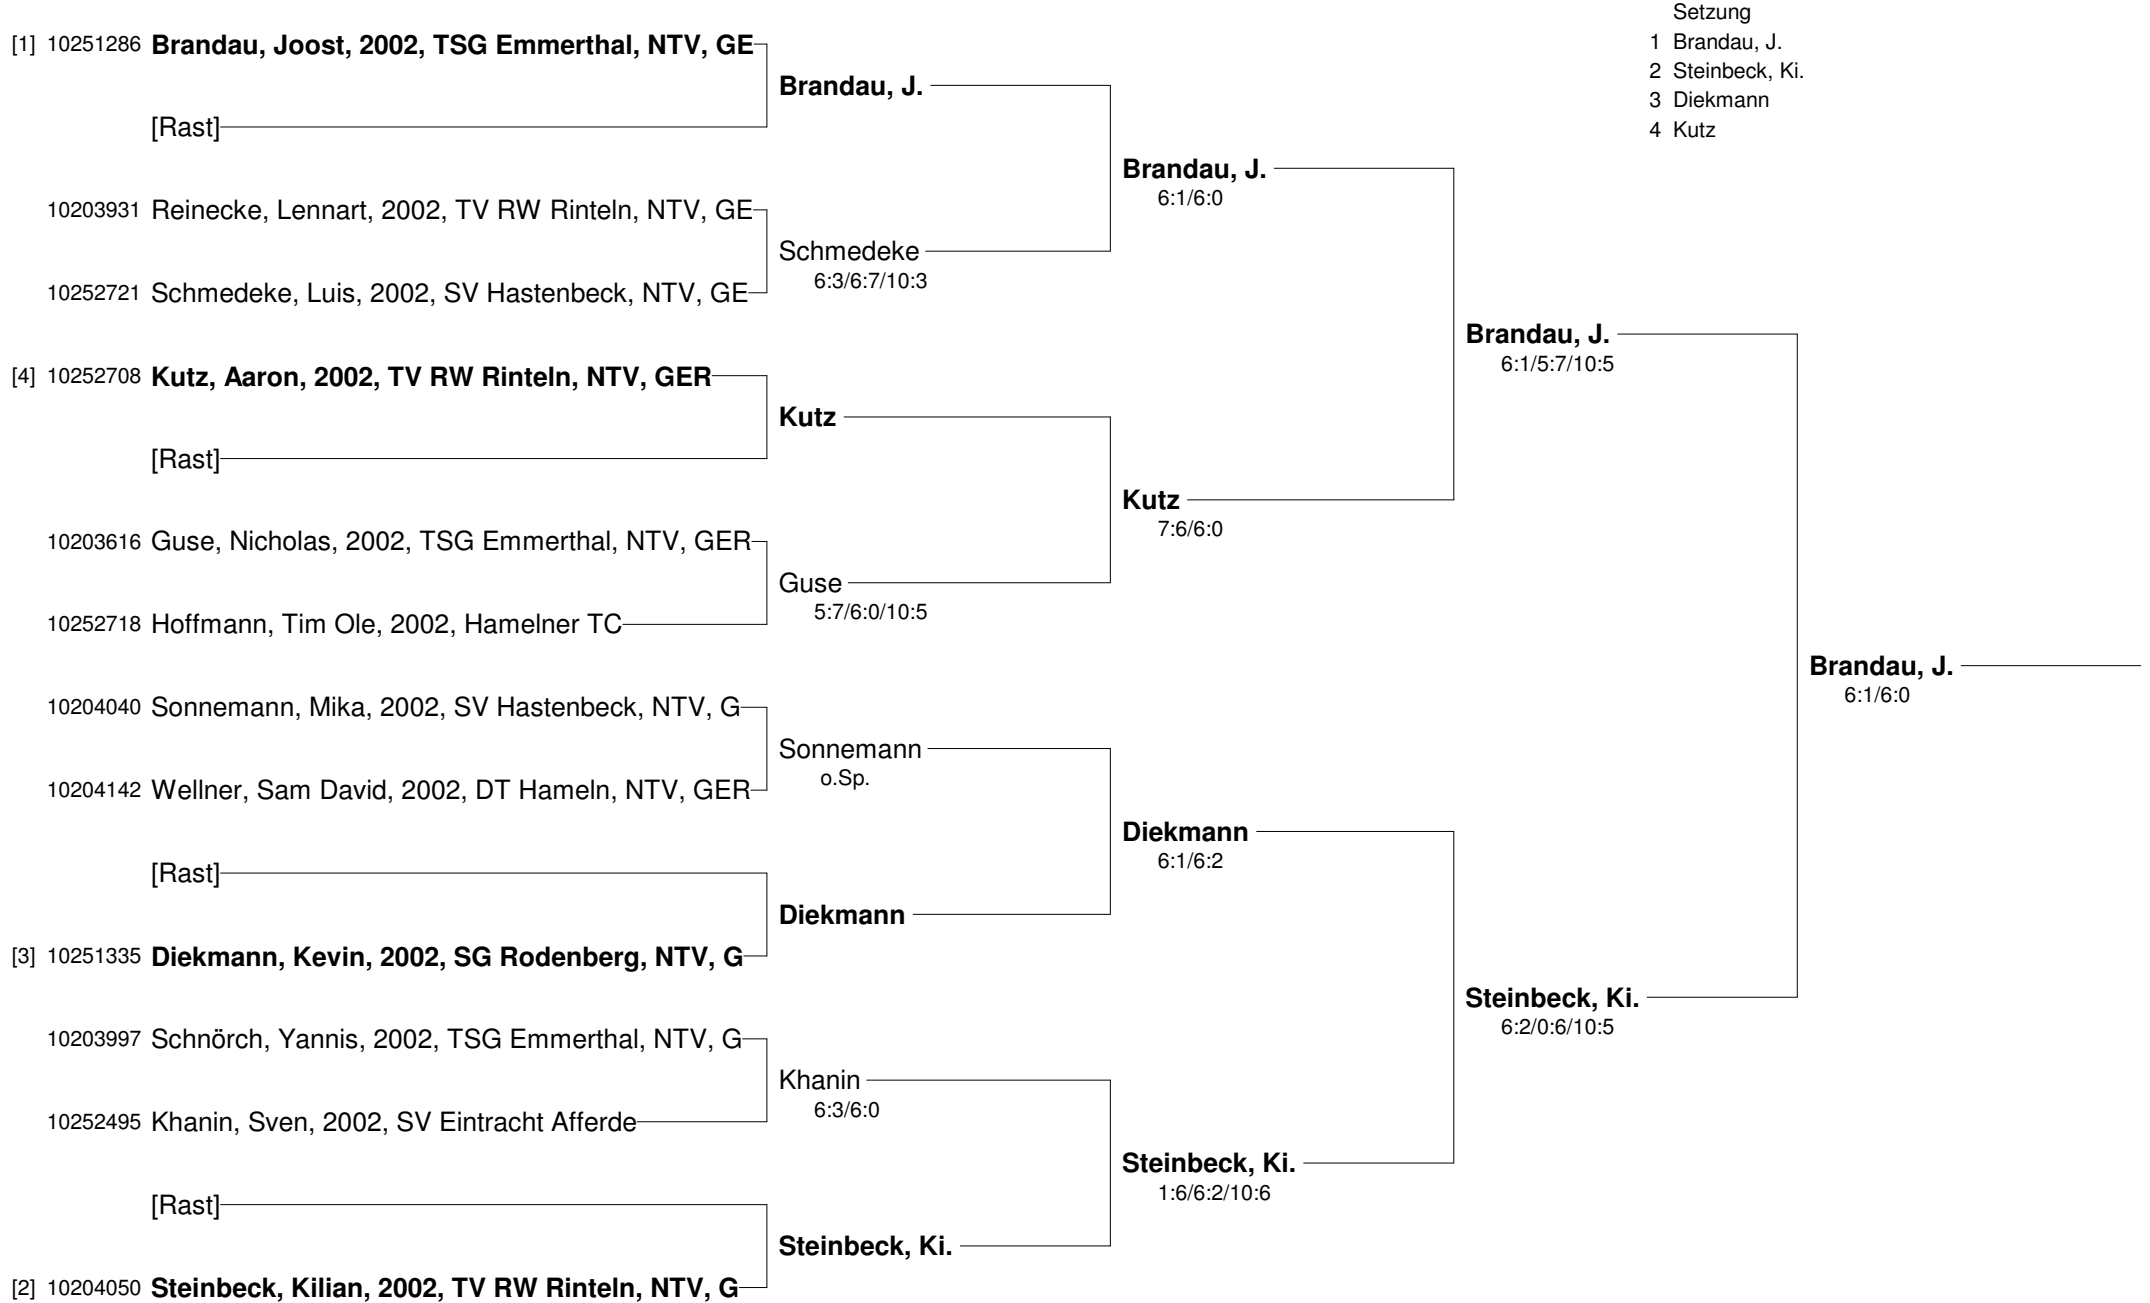 Setzung
1 Brandau, J.
2 Steinbeck, Ki.
3 Diekmann
4 Kutz
[1] 10251286 Brandau, Joost, 2002, TSG Emmerthal, NTV, GE
Brandau, J.
[Rast]
Brandau, J.
6:1/6:0
10203931 Reinecke, Lennart, 2002, TV RW Rinteln, NTV, GE
Schmedeke
6:3/6:7/10:3
10252721 Schmedeke, Luis, 2002, SV Hastenbeck, NTV, GE
Brandau, J.
6:1/5:7/10:5
[4] 10252708 Kutz, Aaron, 2002, TV RW Rinteln, NTV, GER
Kutz
[Rast]
Kutz
7:6/6:0
10203616 Guse, Nicholas, 2002, TSG Emmerthal, NTV, GER
Guse
5:7/6:0/10:5
10252718 Hoffmann, Tim Ole, 2002, Hamelner TC
Brandau, J.
6:1/6:0
10204040 Sonnemann, Mika, 2002, SV Hastenbeck, NTV, G
Sonnemann
o.Sp.
10204142 Wellner, Sam David, 2002, DT Hameln, NTV, GER
Diekmann
6:1/6:2
[Rast]
Diekmann
[3] 10251335 Diekmann, Kevin, 2002, SG Rodenberg, NTV, G
Steinbeck, Ki.
6:2/0:6/10:5
10203997 Schnörch, Yannis, 2002, TSG Emmerthal, NTV, G
Khanin
6:3/6:0
10252495 Khanin, Sven, 2002, SV Eintracht Afferde
Steinbeck, Ki.
1:6/6:2/10:6
[Rast]
Steinbeck, Ki.
[2] 10204050 Steinbeck, Kilian, 2002, TV RW Rinteln, NTV, G